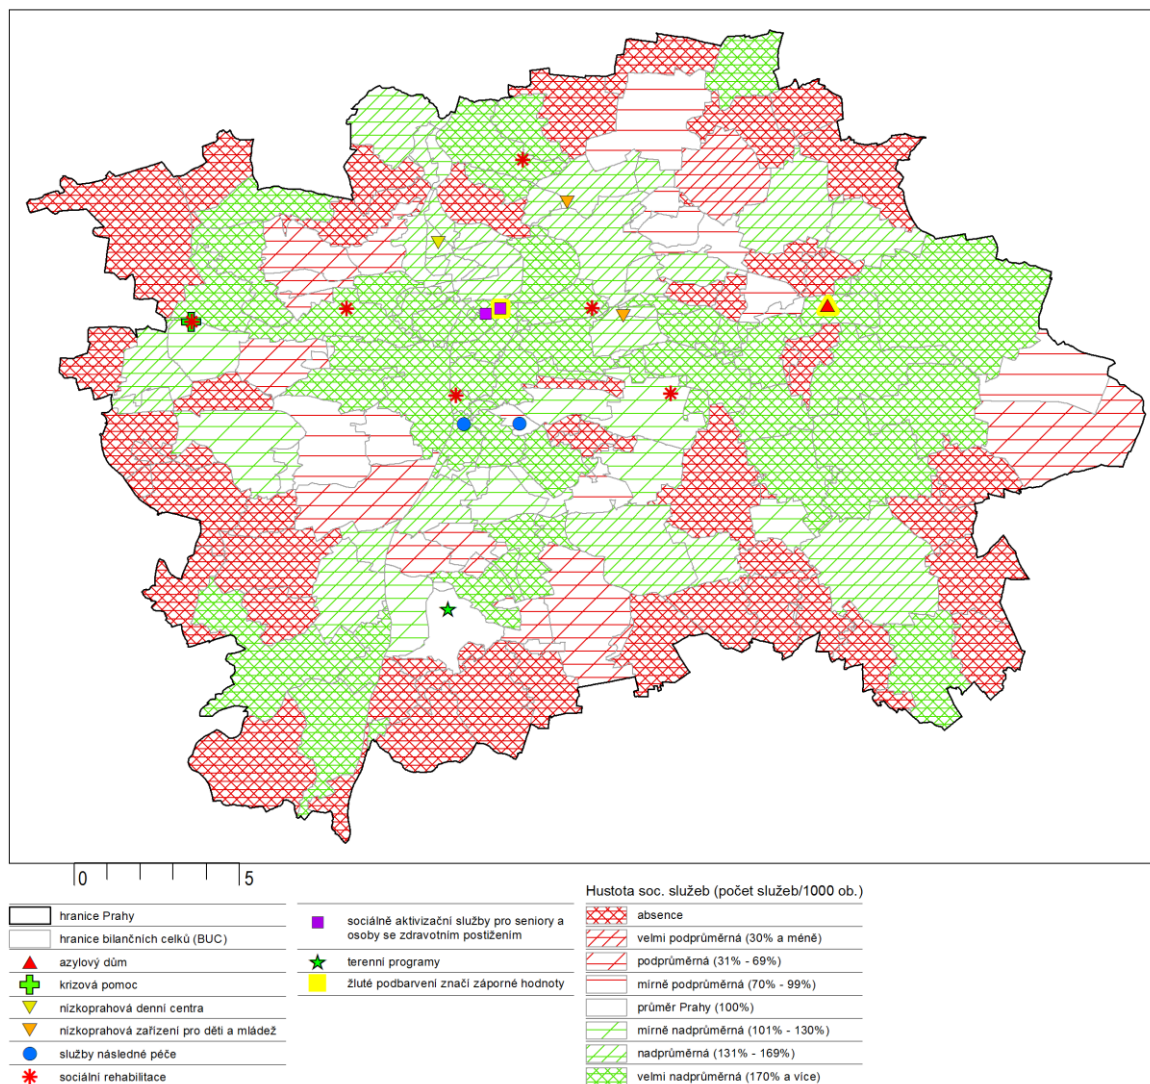 0 5
hranice Prahy
hranice bilančních celků (BUC)
azylový dům
krizová pomoc
nízkoprahová denní centra
nízkoprahová zařízení pro děti a mládež
služby následné péče
sociální rehabilitace
sociálně aktivizační služby pro seniory a
osoby se zdravotním postižením
terenní programy
žluté podbarvení značí záporné hodnoty
Hustota soc. služeb (počet služeb/1000 ob.)
absence
velmi podprůměrná (30% a méně)
podprůměrná (31% - 69%)
mírně podprůměrná (70% - 99%)
průměr Prahy (100%)
mírně nadprůměrná (101% - 130%)
nadprůměrná (131% - 169%)
velmi nadprůměrná (170% a více)